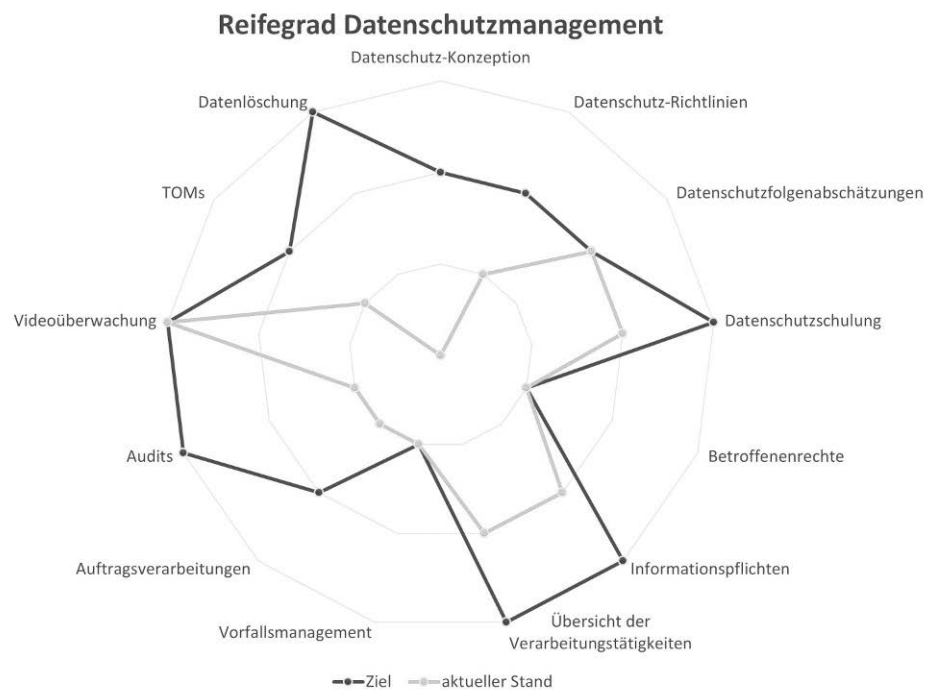 Reifegrad Datenschutzmanagement
Datenschutz-Konzeption
Datenlöschung
Datenschutz-Richtlinien
TOMs
Datenschutzfolgenabschätzungen
Videoüberwachung
Datenschutzschulung
Audits
Betroffenenrechte
Auftragsverarbeitungen
Informationspflichten
Vorfallsmanagement
Übersicht der
Verarbeitungstätigkeiten
Ziel
aktueller Stand